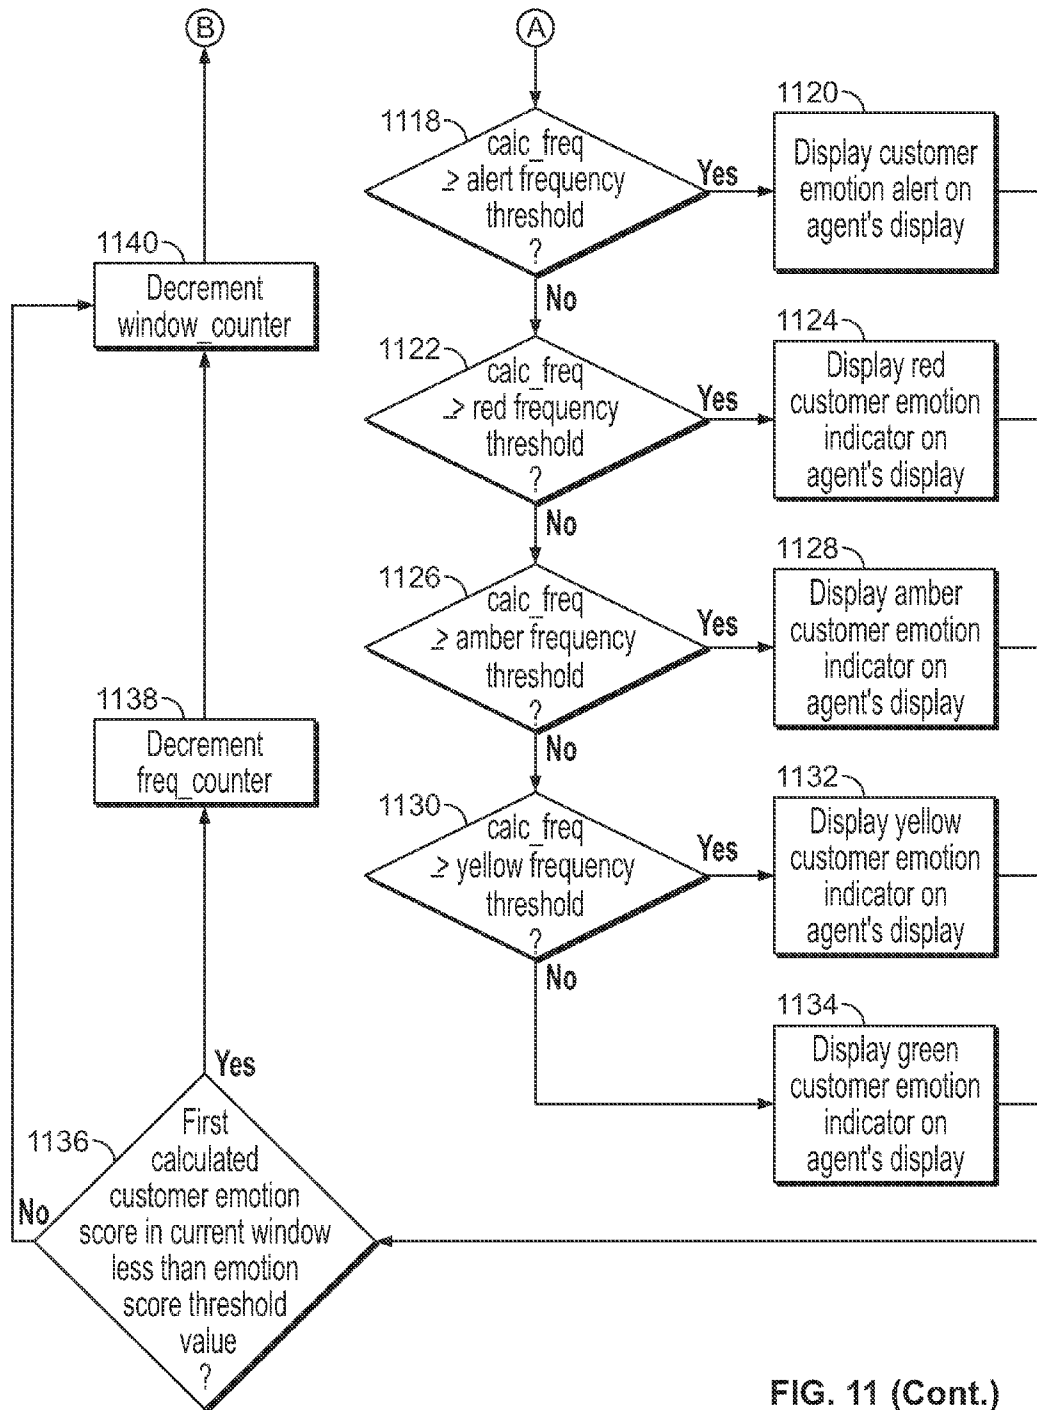 B
A
1118
calc_freq
≥ alert frequency
threshold
?
Yes
No
1120
Display customer
emotion alert on
agent's display
1140
Decrement
window_counter
1122
calc_freq
≥ red frequency
threshold
?
Yes
No
1124
Display red
customer emotion
indicator on
agent's display
1126
calc_freq
≥ amber frequency
threshold
?
Yes
No
1128
Display amber
customer emotion
indicator on
agent's display
1138
Decrement
freq_counter
1130
calc_freq
≥ yellow frequency
threshold
?
Yes
No
1132
Display yellow
customer emotion
indicator on
agent's display
1134
Display green
customer emotion
indicator on
agent's display
1136
Yes
No
First
calculated
customer emotion
score in current window
less than emotion
score threshold
value
?
FIG. 11 (Cont.)